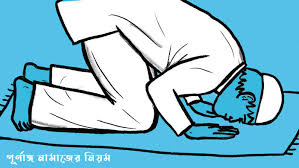 পূর্ণাঙ্গ নামাজের নিয়ম